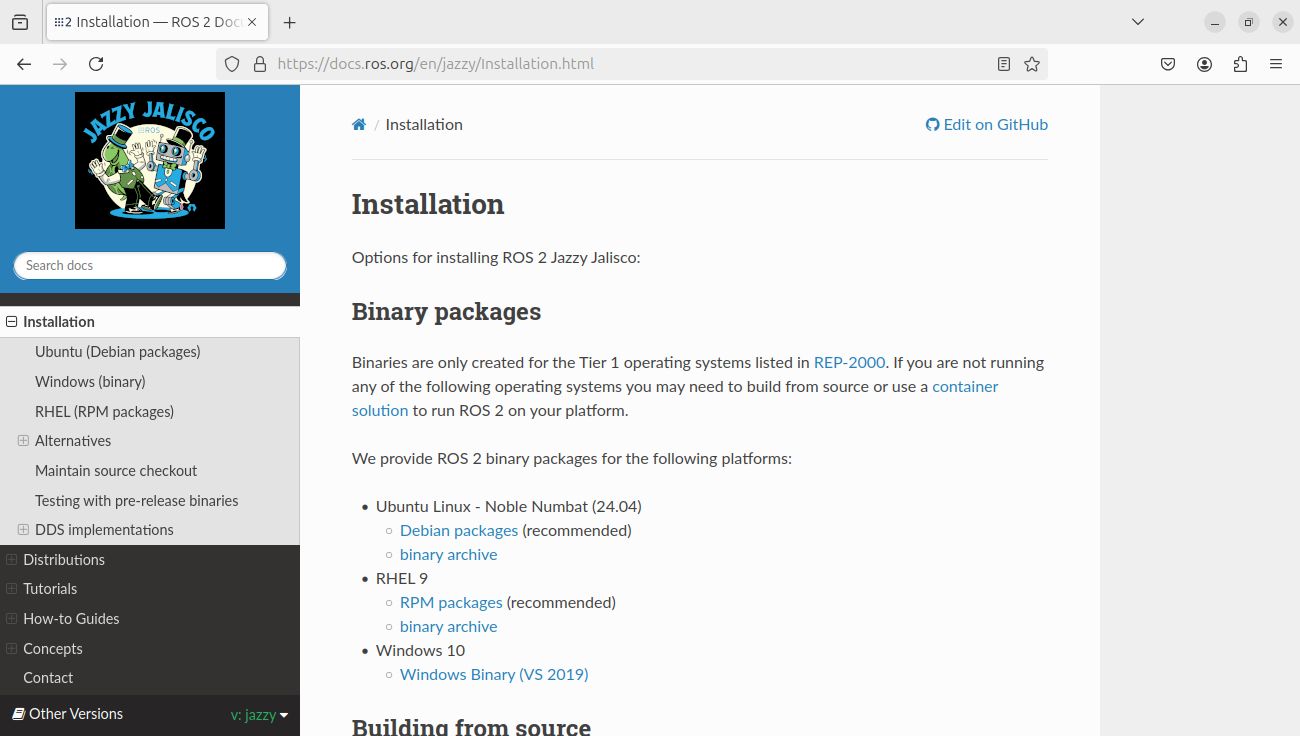 Installation — ROS 2 Doc
https://docs.ros.org/en/jazzy/Installation.html
JAZZY JALISCO
ROS
Search docs
Installation
Ubuntu (Debian packages)
Windows (binary)
RHEL (RPM packages)
Alternatives
Maintain source checkout
Testing with pre-release binaries
DDS implementations
Distributions
Tutorials
How-to Guides
Concepts
Contact
Other Versions v: jazzy
/ Installation Edit on GitHub
Installation
Options for installing ROS 2 Jazzy Jalisco:
Binary packages
Binaries are only created for the Tier 1 operating systems listed in REP-2000. If you are not running
any of the following operating systems you may need to build from source or use a container
solution to run ROS 2 on your platform.
We provide ROS 2 binary packages for the following platforms:
• Ubuntu Linux - Noble Numbat (24.04)
◦ Debian packages (recommended)
◦ binary archive
• RHEL 9
◦ RPM packages (recommended)
◦ binary archive
• Windows 10
◦ Windows Binary (VS 2019)
Building from source